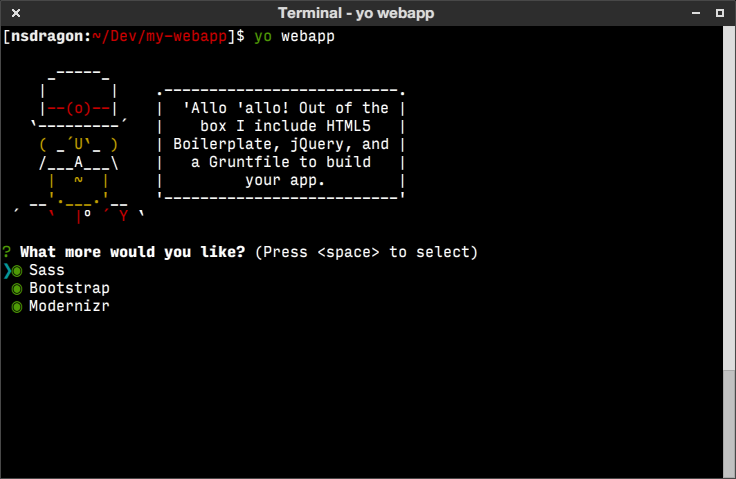 Terminal - yo webapp
[nsdragon:~/Dev/my-webapp]$ yo webapp
'Allo 'allo! Out of the
box I include HTML5
Boilerplate, jQuery, and
a Gruntfile to build
your app.
? What more would you like? (Press <space> to select)
❯◉ Sass
◉ Bootstrap
◉ Modernizr